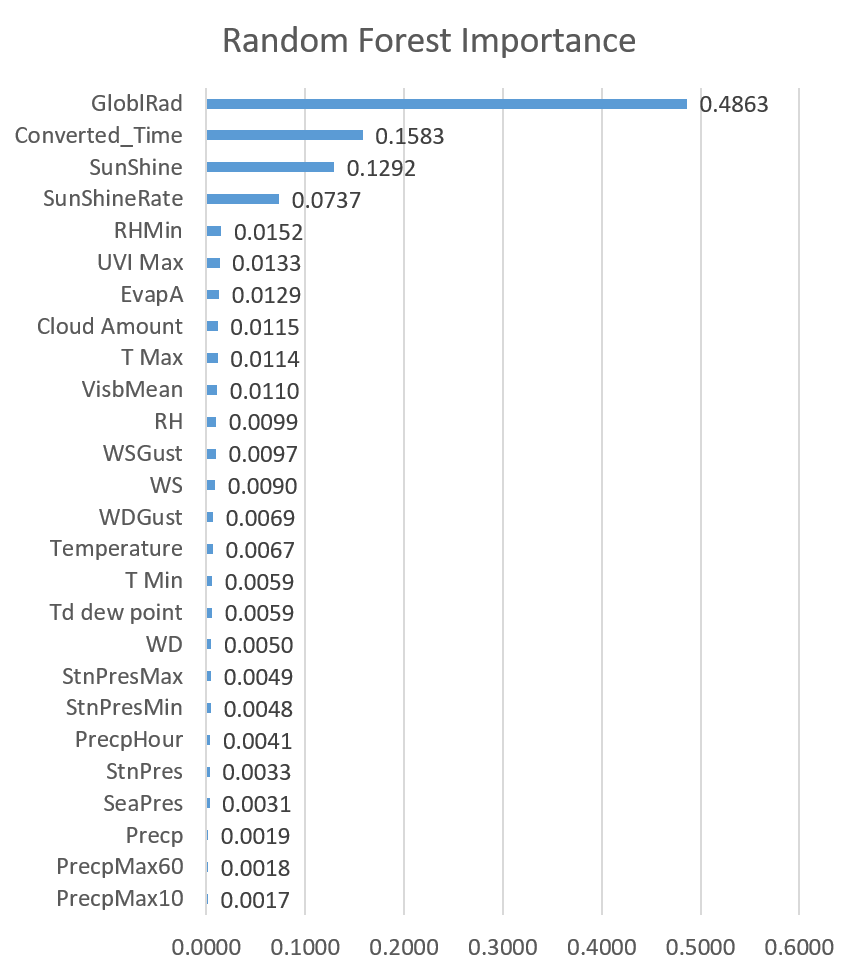 Random Forest Importance
GloblRad 0.4863
Converted_Time 0.1583
SunShine 0.1292
SunShineRate 0.0737
RHMin 0.0152
UVI Max 0.0133
EvapA 0.0129
Cloud Amount 0.0115
T Max 0.0114
VisbMean 0.0110
RH 0.0099
WSGust 0.0097
WS 0.0090
WDGust 0.0069
Temperature 0.0067
T Min 0.0059
Td dew point 0.0059
WD 0.0050
StnPresMax 0.0049
StnPresMin 0.0048
PrecpHour 0.0041
StnPres 0.0033
SeaPres 0.0031
Precp 0.0019
PrecpMax60 0.0018
PrecpMax10 0.0017
0.0000 0.1000 0.2000 0.3000 0.4000 0.5000 0.6000